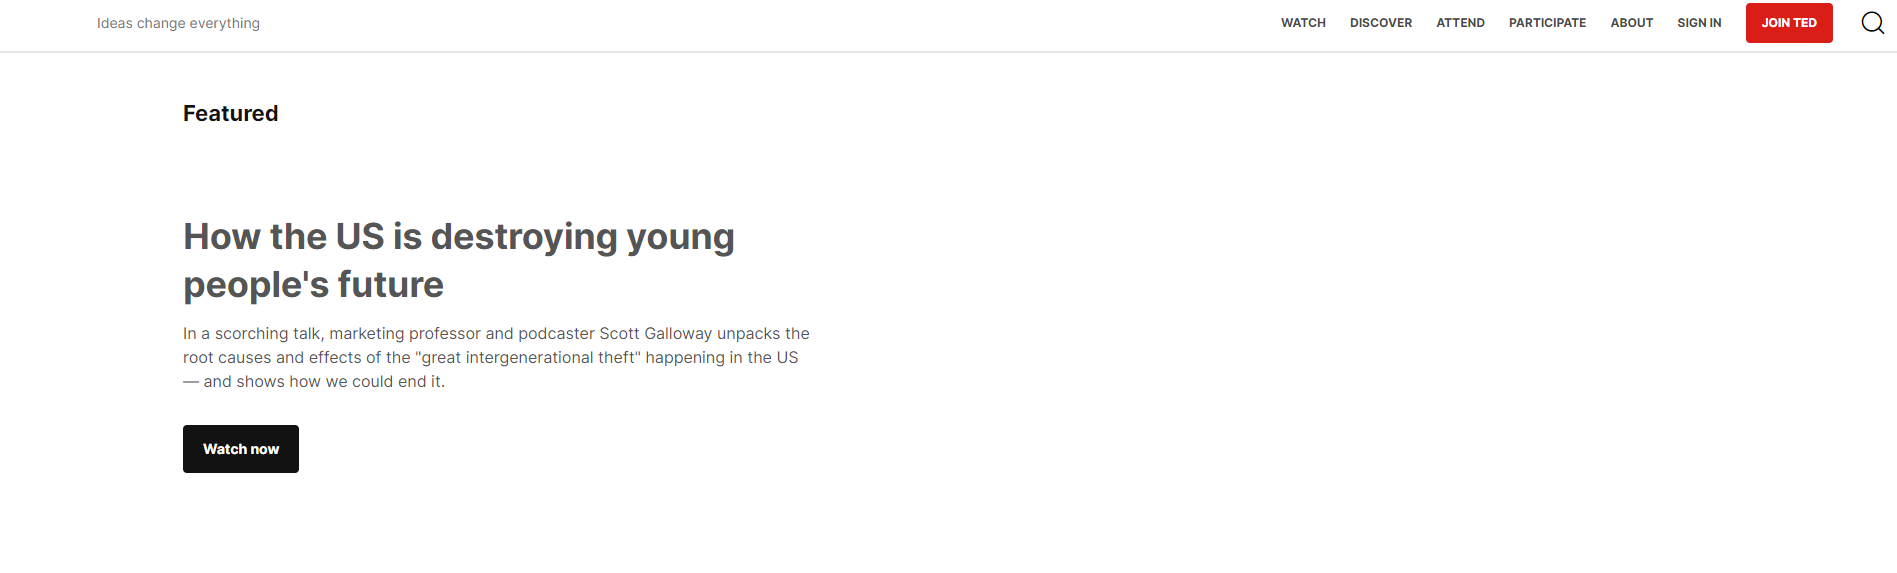 Ideas change everything
WATCH DISCOVER ATTEND PARTICIPATE ABOUT SIGN IN JOIN TED
Featured
How the US is destroying young
people's future
In a scorching talk, marketing professor and podcaster Scott Galloway unpacks the
root causes and effects of the "great intergenerational theft" happening in the US
— and shows how we could end it.
Watch now